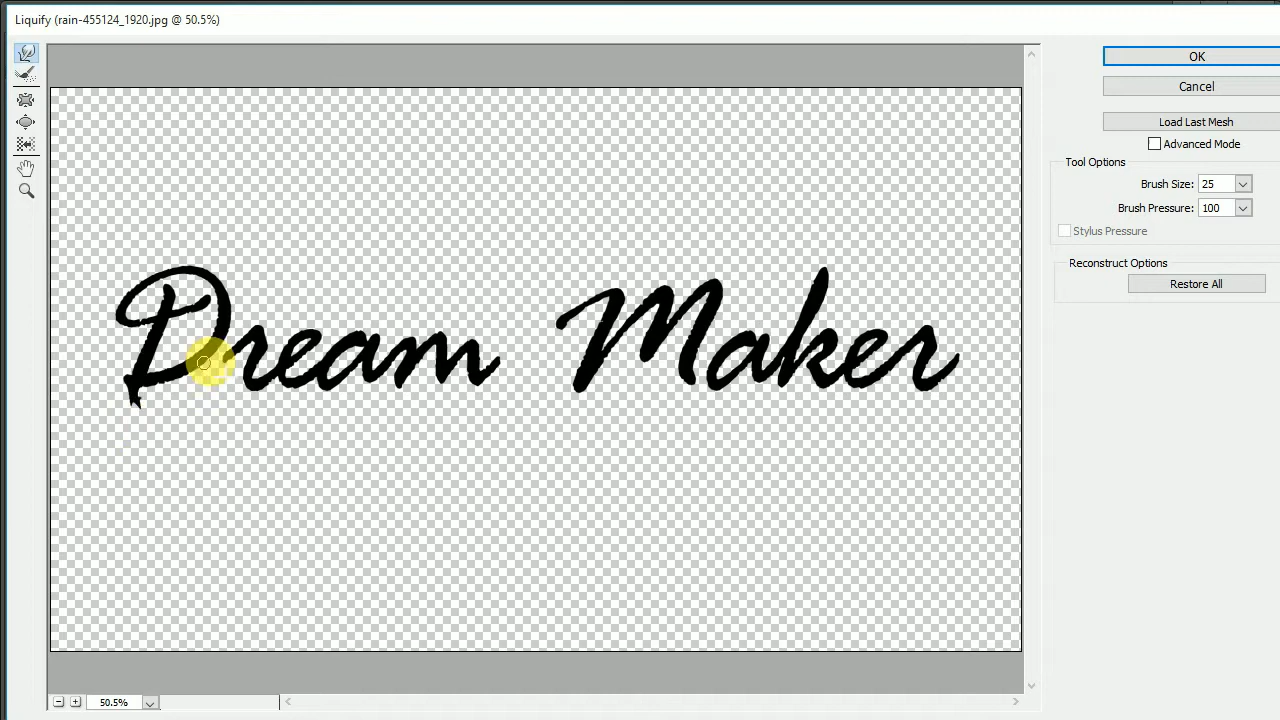 Liquify (rain-455124_1920.jpg @ 50.5%)
OK
Cancel
Load Last Mesh
Advanced Mode
Tool Options
Brush Size: 25
Brush Pressure: 100
Stylus Pressure
Reconstruct Options
Restore All
Dream Maker
50.5%